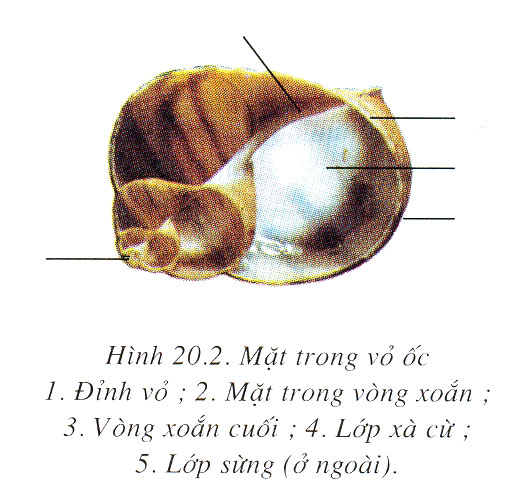 Hình 20.2. Mặt trong vỏ ốc
1. Đỉnh vỏ ; 2. Mặt trong vòng xoắn ;
3. Vòng xoắn cuối ; 4. Lớp xà cừ ;
5. Lớp sừng (ở ngoài).